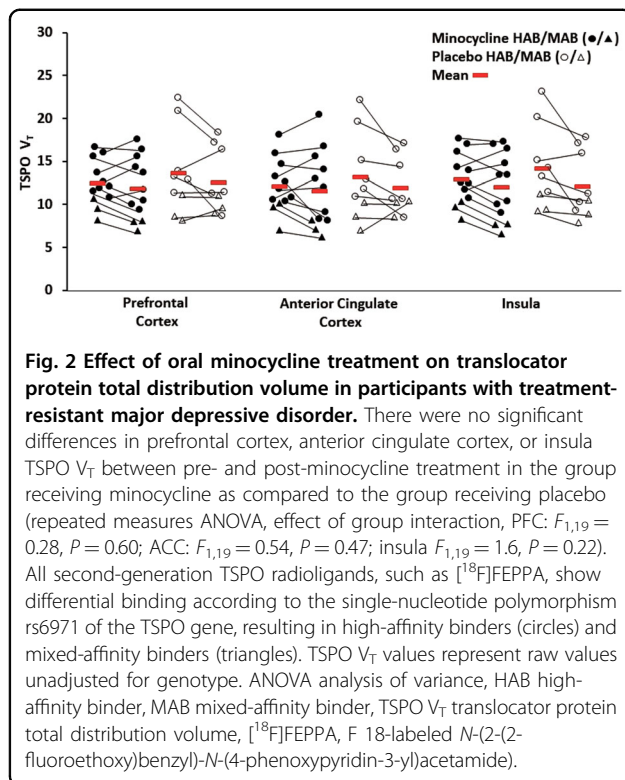 30
25
20
15
10
5
0
TSPO V_T
Minocycline HAB/MAB (●/▲)
Placebo HAB/MAB (○/△)
Mean
Prefrontal
Cortex
Anterior Cingulate
Cortex
Insula
Fig. 2 Effect of oral minocycline treatment on translocator
protein total distribution volume in participants with treatment-
resistant major depressive disorder. There were no significant
differences in prefrontal cortex, anterior cingulate cortex, or insula
TSPO V_T between pre- and post-minocycline treatment in the group
receiving minocycline as compared to the group receiving placebo
(repeated measures ANOVA, effect of group interaction, PFC: F_1,19 =
0.28, P = 0.60; ACC: F_1,19 = 0.54, P = 0.47; insula F_1,19 = 1.6, P = 0.22).
All second-generation TSPO radioligands, such as [¹⁸F]FEPPA, show
differential binding according to the single-nucleotide polymorphism
rs6971 of the TSPO gene, resulting in high-affinity binders (circles) and
mixed-affinity binders (triangles). TSPO V_T values represent raw values
unadjusted for genotype. ANOVA analysis of variance, HAB high-
affinity binder, MAB mixed-affinity binder, TSPO V_T translocator protein
total distribution volume, [¹⁸F]FEPPA, F 18-labeled N-(2-(2-
fluoroethoxy)benzyl)-N-(4-phenoxypyridin-3-yl)acetamide).